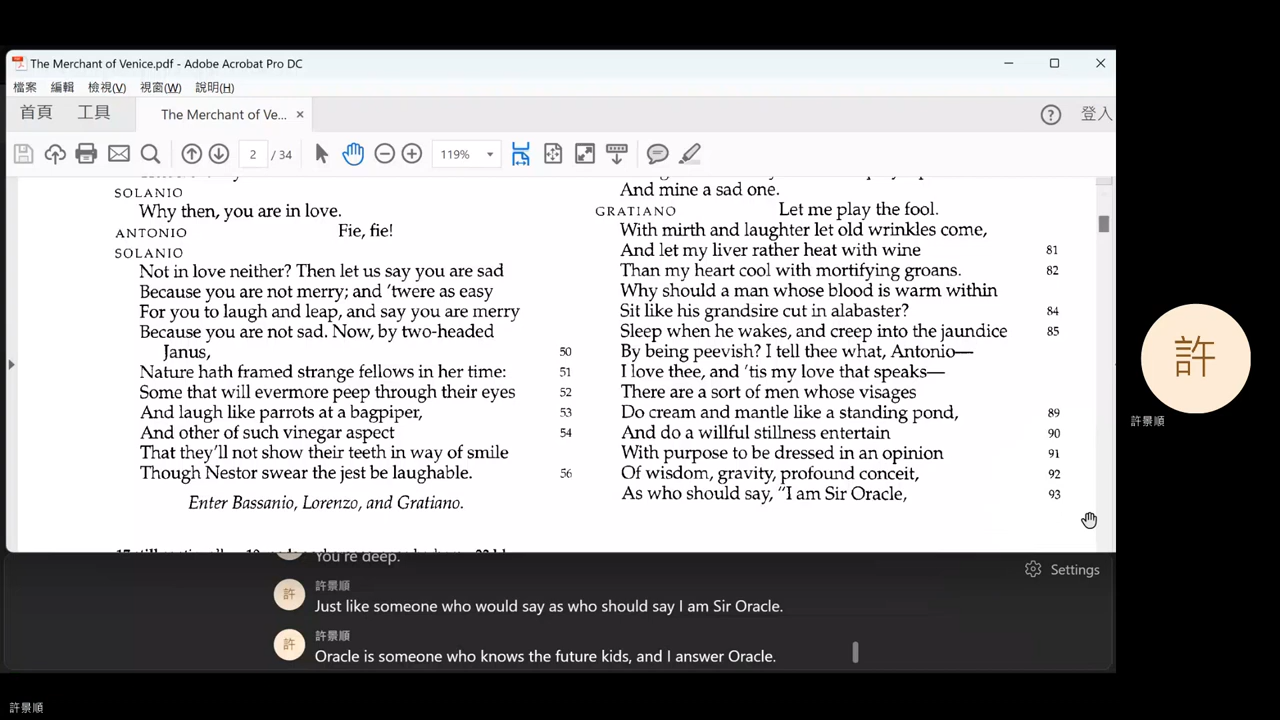 The Merchant of Venice.pdf - Adobe Acrobat Pro DC
檔案 編輯 檢視(V) 視窗(W) 說明(H)
首頁 工具 The Merchant of Ve... × ? 登入
2 / 34 119%
SOLANIO
Why then, you are in love.
ANTONIO Fie, fie!
SOLANIO
Not in love neither? Then let us say you are sad
Because you are not merry; and 'twere as easy
For you to laugh and leap, and say you are merry
Because you are not sad. Now, by two-headed
Janus, 50
Nature hath framed strange fellows in her time: 51
Some that will evermore peep through their eyes 52
And laugh like parrots at a bagpiper, 53
And other of such vinegar aspect 54
That they'll not show their teeth in way of smile
Though Nestor swear the jest be laughable. 56
Enter Bassanio, Lorenzo, and Gratiano.
And mine a sad one.
GRATIANO Let me play the fool.
With mirth and laughter let old wrinkles come,
And let my liver rather heat with wine 81
Than my heart cool with mortifying groans. 82
Why should a man whose blood is warm within
Sit like his grandsire cut in alabaster? 84
Sleep when he wakes, and creep into the jaundice 85
By being peevish? I tell thee what, Antonio—
I love thee, and 'tis my love that speaks—
There are a sort of men whose visages
Do cream and mantle like a standing pond, 89
And do a willful stillness entertain 90
With purpose to be dressed in an opinion 91
Of wisdom, gravity, profound conceit, 92
As who should say, "I am Sir Oracle, 93
You're deep.
Settings
許 許景順
Just like someone who would say as who should say I am Sir Oracle.
許 許景順
Oracle is someone who knows the future kids, and I answer Oracle.
許
許景順
許景順